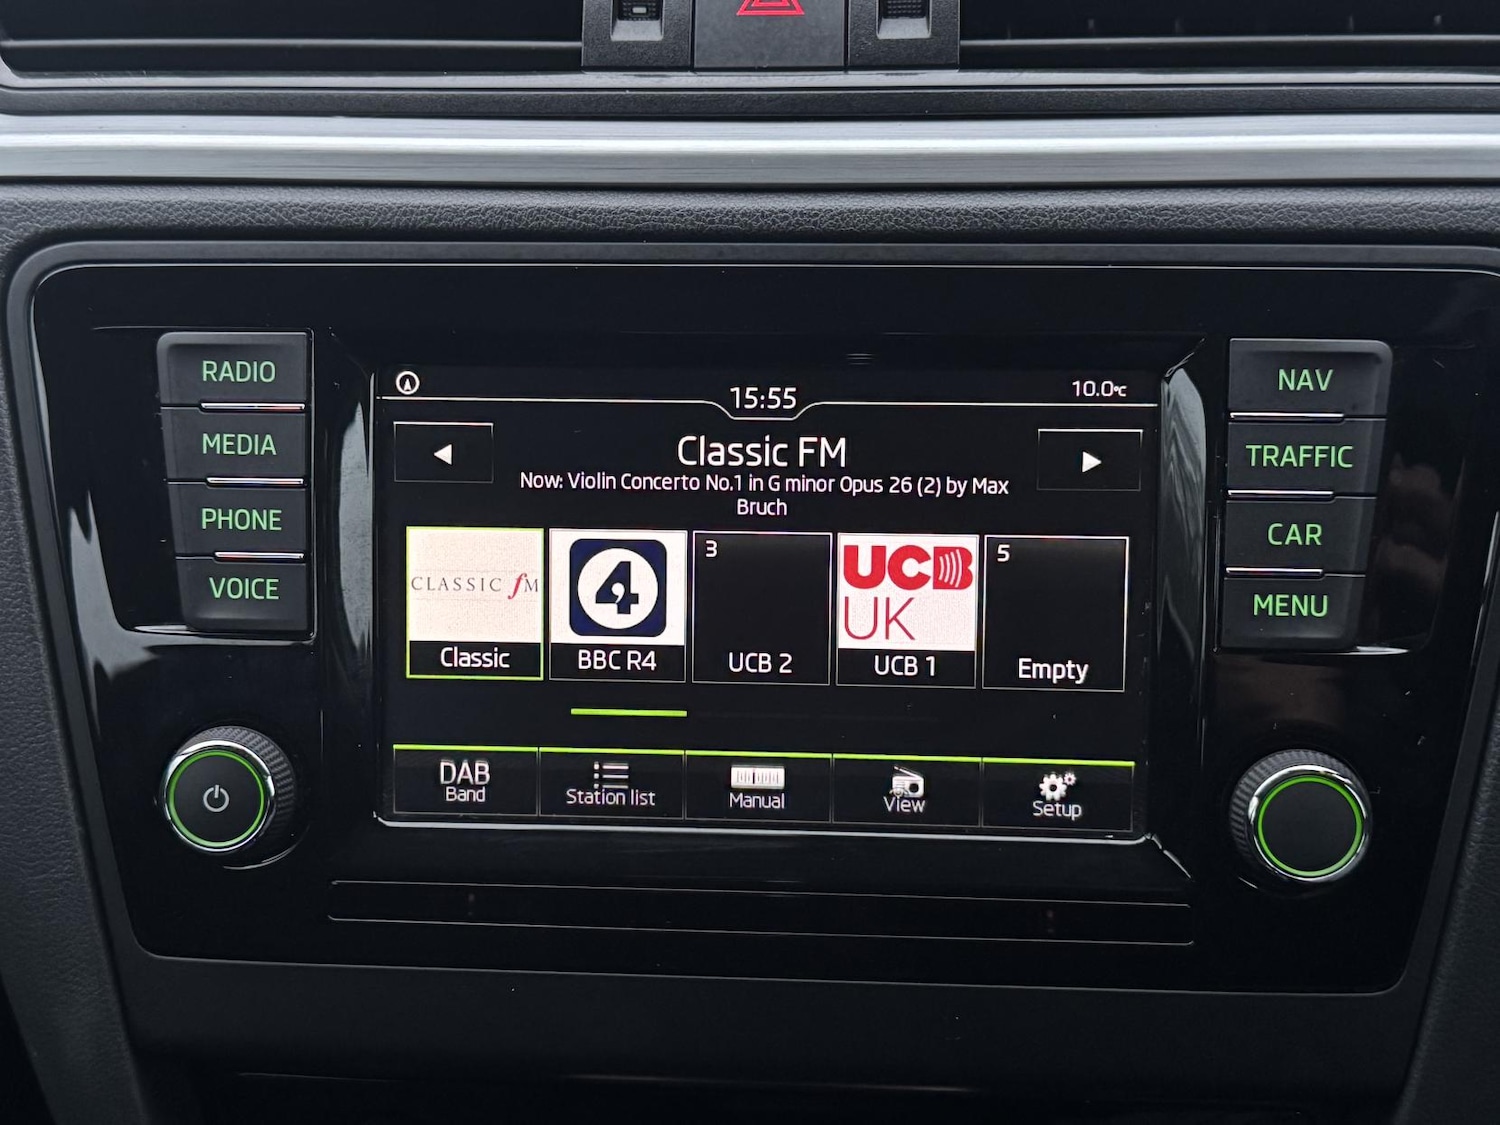 RADIO
MEDIA
PHONE
VOICE
15:55
10.0°C
Classic FM
Now: Violin Concerto No.1 in G minor Opus 26 (2) by Max
Bruch
CLASSIC fM
Classic
4
BBC R4
3
UCB 2
UCB
UK
UCB 1
5
Empty
DAB
Band
Station list
Manual
View
Setup
NAV
TRAFFIC
CAR
MENU